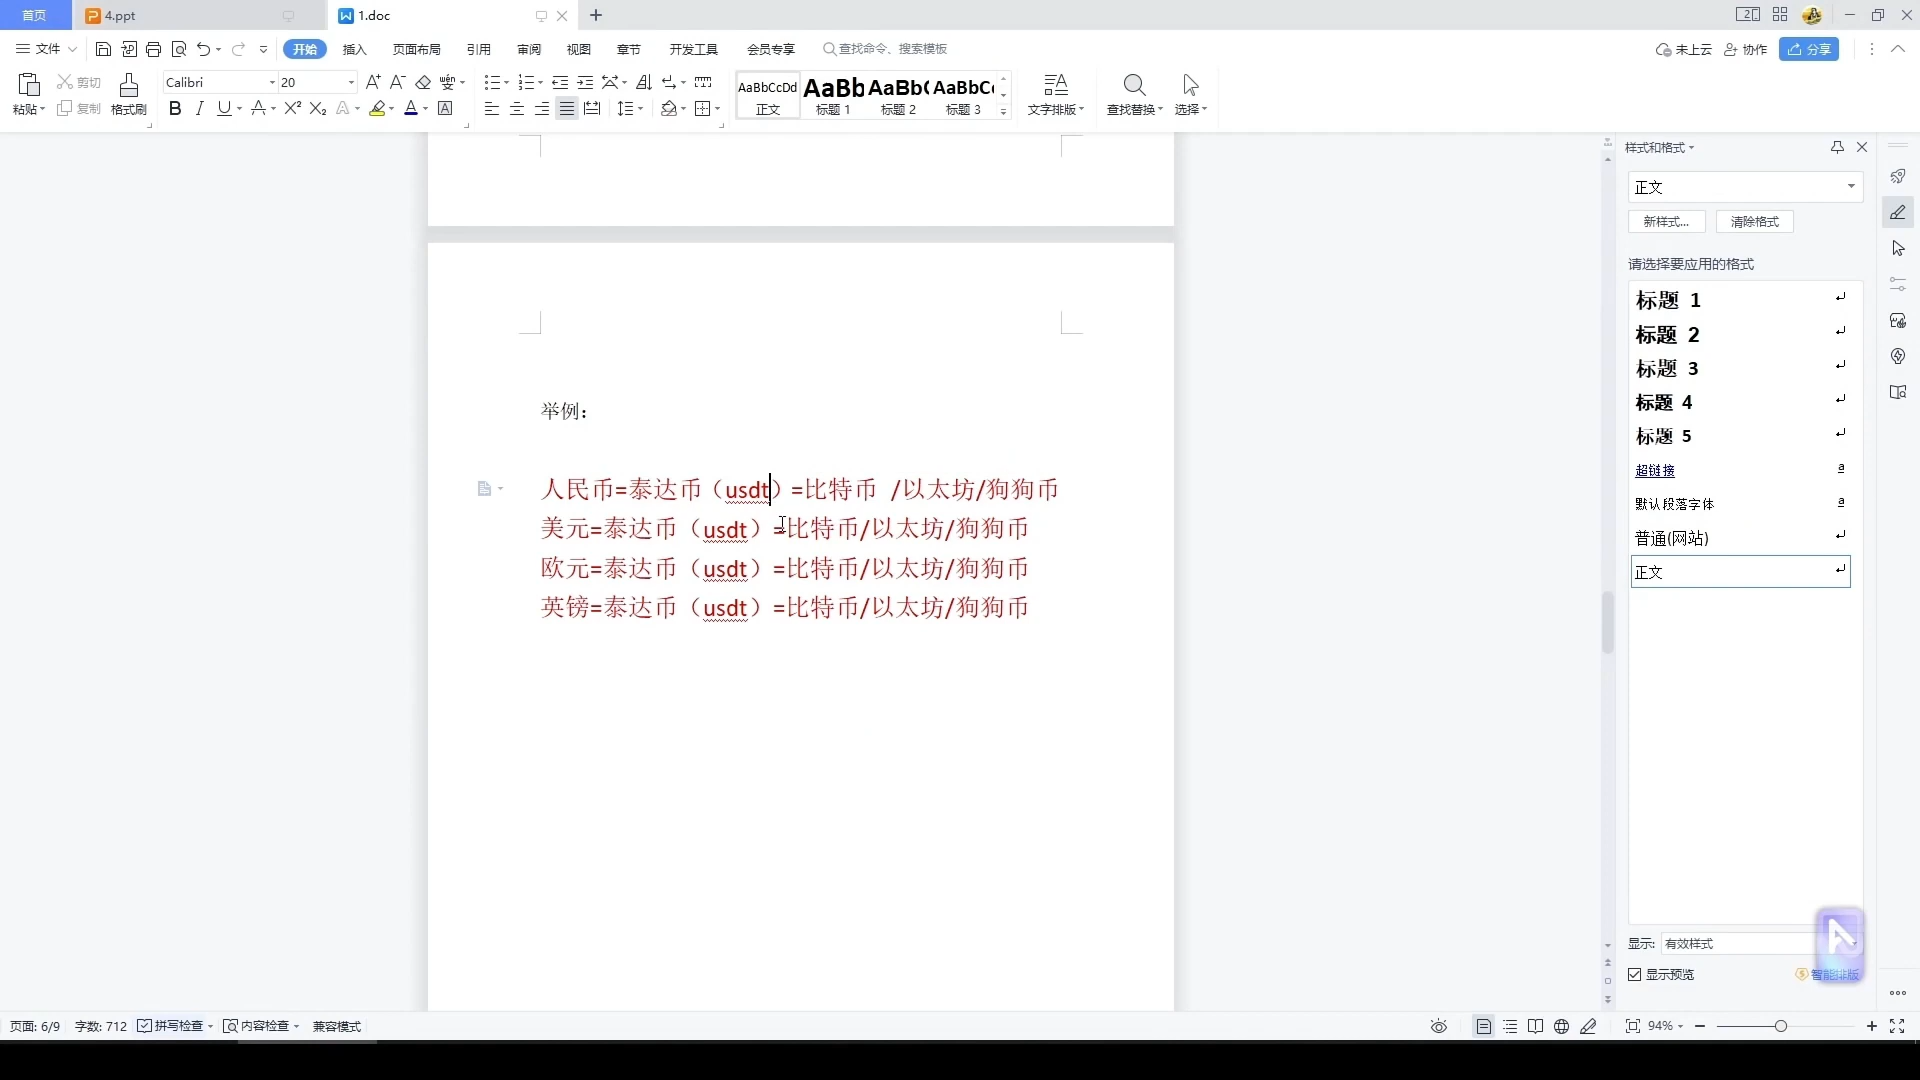 首页 4.ppt 1.doc
文件 开始 插入 页面布局 引用 审阅 视图 章节 开发工具 会员专享 查找命令、搜索模板 未上云 协作 分享
粘贴 剪切 复制 格式刷 Calibri 20
AaBbCcDd AaBb AaBb( AaBbC(
正文 标题 1 标题 2 标题 3 文字排版 查找替换 选择
样式和格式
正文
新样式... 清除格式
请选择要应用的格式
标题 1
标题 2
标题 3
标题 4
标题 5
超链接
默认段落字体
普通(网站)
正文
显示: 有效样式
显示预览 智能排版
举例：
人民币=泰达币（usdt）=比特币 /以太坊/狗狗币
美元=泰达币（usdt）=比特币/以太坊/狗狗币
欧元=泰达币（usdt）=比特币/以太坊/狗狗币
英镑=泰达币（usdt）=比特币/以太坊/狗狗币
页面: 6/9 字数: 712 拼写检查 内容检查 兼容模式 94%